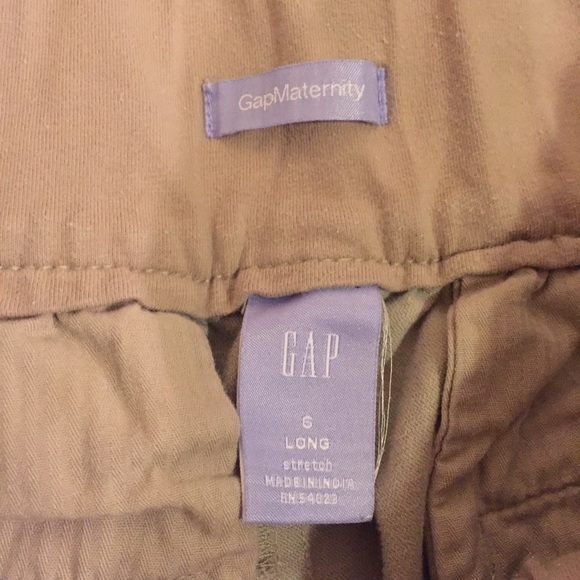 GapMaternity
GAP
6
LONG
stretch
MADE IN INDIA
RN 54023